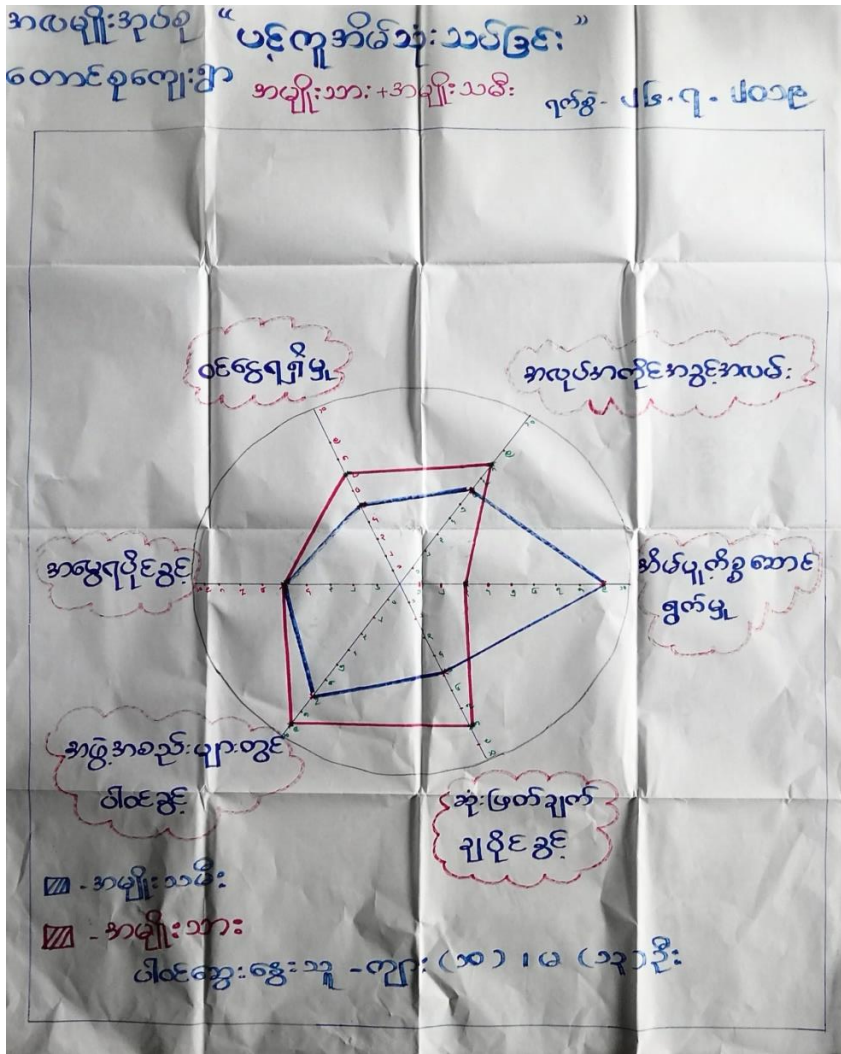 အလမျိုးအုပ်စု
တောင်စုကျေးရွာ
“ပင့်ကူအိမ်သုံးသပ်ခြင်း”
အမျိုးသား+အမျိုးသမီး
ရက်စွဲ- ၂၆.၇.၂၀၁၉
ဝင်ငွေရရှိမှု
အလုပ်အကိုင်အခွင့်အလမ်း
အမွေရပိုင်ခွင့်
အိမ်မှုကိစ္စဆောင်
ရွက်မှု
အဖွဲ့အစည်းများတွင်
ပါဝင်ခွင့်
ဆုံးဖြတ်ချက်
ချပိုင်ခွင့်
- အမျိုးသမီး
- အမျိုးသား
ပါဝင်ဆွေးနွေးသူ - ကျား (၁၀) ၊ မ (၁၃) ဦး